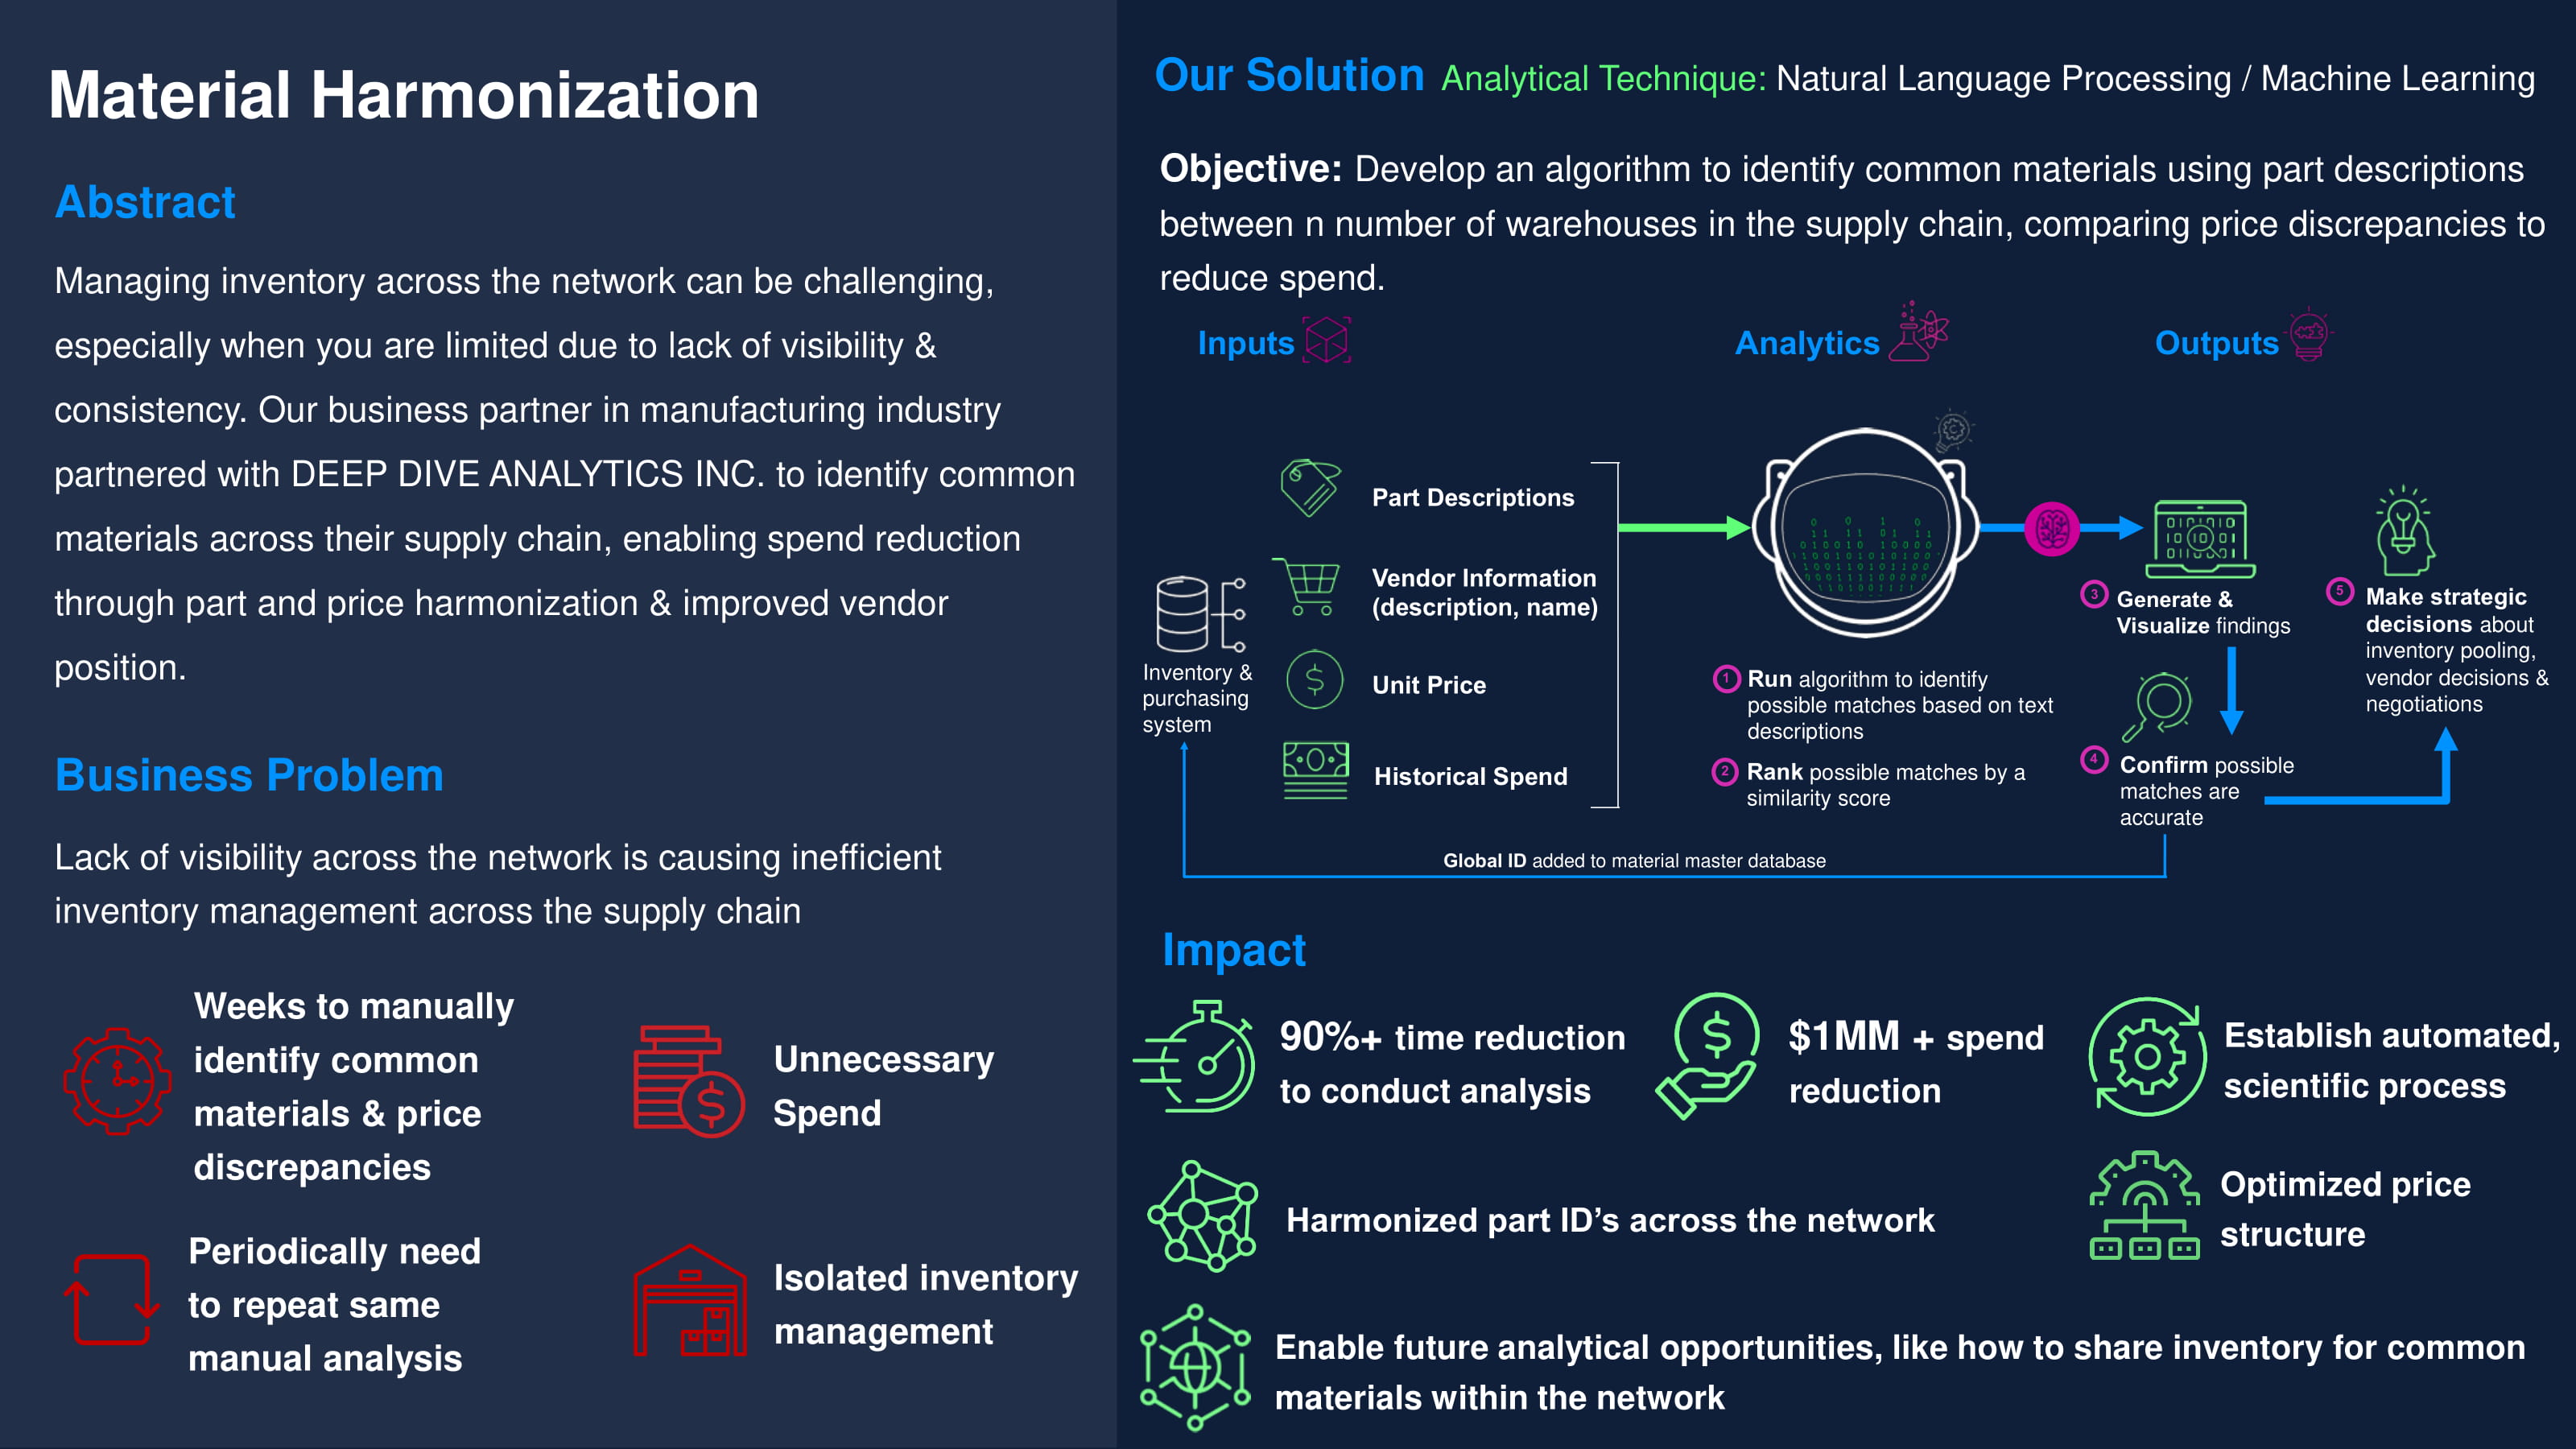 Material Harmonization
Abstract
Managing inventory across the network can be challenging,
especially when you are limited due to lack of visibility &
consistency. Our business partner in manufacturing industry
partnered with DEEP DIVE ANALYTICS INC. to identify common
materials across their supply chain, enabling spend reduction
through part and price harmonization & improved vendor
position.
Business Problem
Lack of visibility across the network is causing inefficient
inventory management across the supply chain
Weeks to manually
identify common
materials & price
discrepancies
Unnecessary
Spend
Periodically need
to repeat same
manual analysis
Isolated inventory
management
Our Solution Analytical Technique: Natural Language Processing / Machine Learning
Objective: Develop an algorithm to identify common materials using part descriptions
between n number of warehouses in the supply chain, comparing price discrepancies to
reduce spend.
Inputs
Analytics
Outputs
Inventory &
purchasing
system
Part Descriptions
Vendor Information
(description, name)
Unit Price
Historical Spend
1 Run algorithm to identify
possible matches based on text
descriptions
2 Rank possible matches by a
similarity score
3 Generate &
Visualize findings
4 Confirm possible
matches are
accurate
5 Make strategic
decisions about
inventory pooling,
vendor decisions &
negotiations
Global ID added to material master database
Impact
90%+ time reduction
to conduct analysis
$1MM + spend
reduction
Establish automated,
scientific process
Harmonized part ID’s across the network
Optimized price
structure
Enable future analytical opportunities, like how to share inventory for common
materials within the network